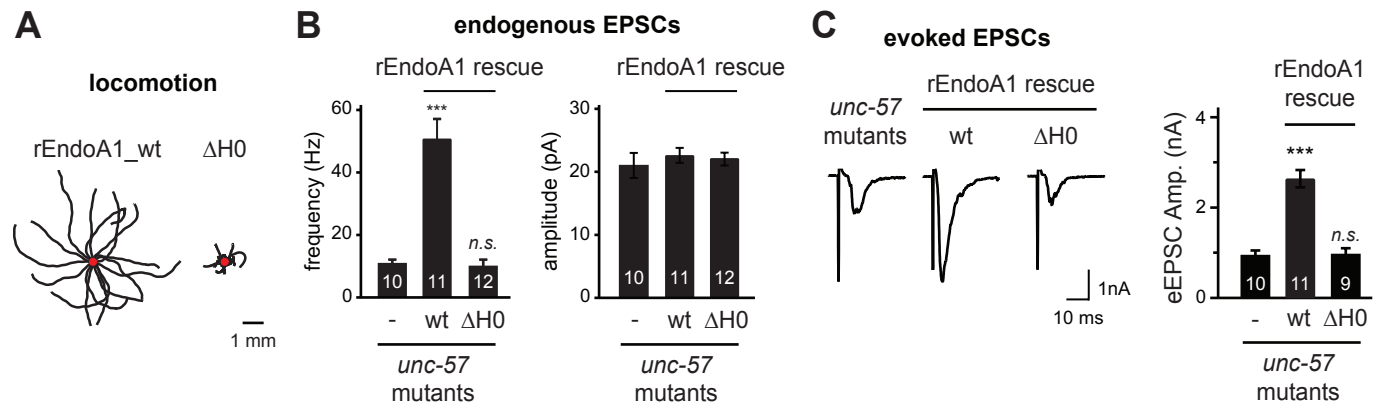 A
locomotion
rEndoA1_wt ΔH0
1 mm
B
endogenous EPSCs
rEndoA1 rescue
frequency (Hz)
60
40
20
0
***
n.s.
10 11 12
- wt ΔH0
unc-57
mutants
rEndoA1 rescue
amplitude (pA)
30
20
10
0
10 11 12
- wt ΔH0
unc-57
mutants
C
evoked EPSCs
rEndoA1 rescue
unc-57
mutants wt ΔH0
1nA
10 ms
rEndoA1
rescue
eEPSC Amp. (nA)
4
2
0
***
n.s.
10 11 9
- wt ΔH0
unc-57
mutants